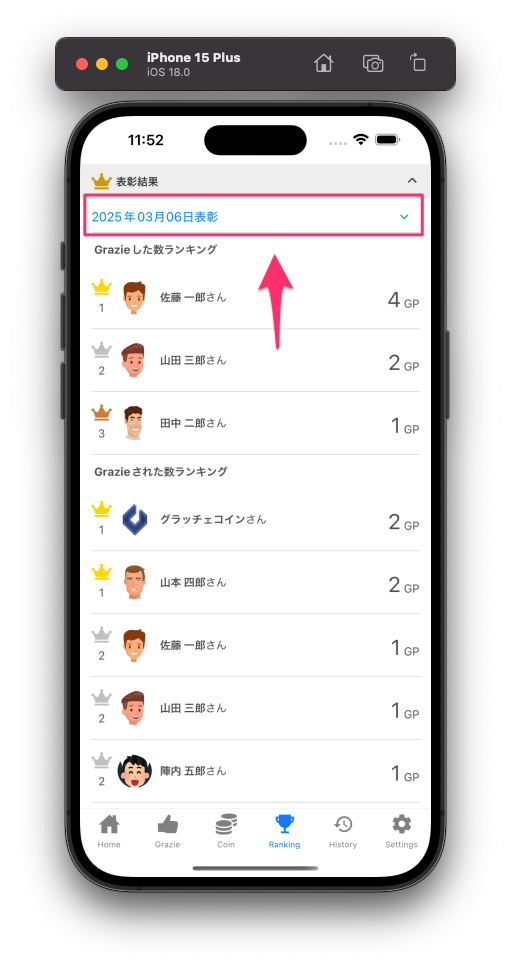 iPhone 15 Plus
iOS 18.0
11:52
表彰結果
2025年03月06日表彰
Grazieした数ランキング
1 佐藤 一郎さん 4 GP
2 山田 三郎さん 2 GP
3 田中 二郎さん 1 GP
Grazieされた数ランキング
1 グラッチェコインさん 2 GP
1 山本 四郎さん 2 GP
2 佐藤 一郎さん 1 GP
2 山田 三郎さん 1 GP
2 陣内 五郎さん 1 GP
Home Grazie Coin Ranking History Settings